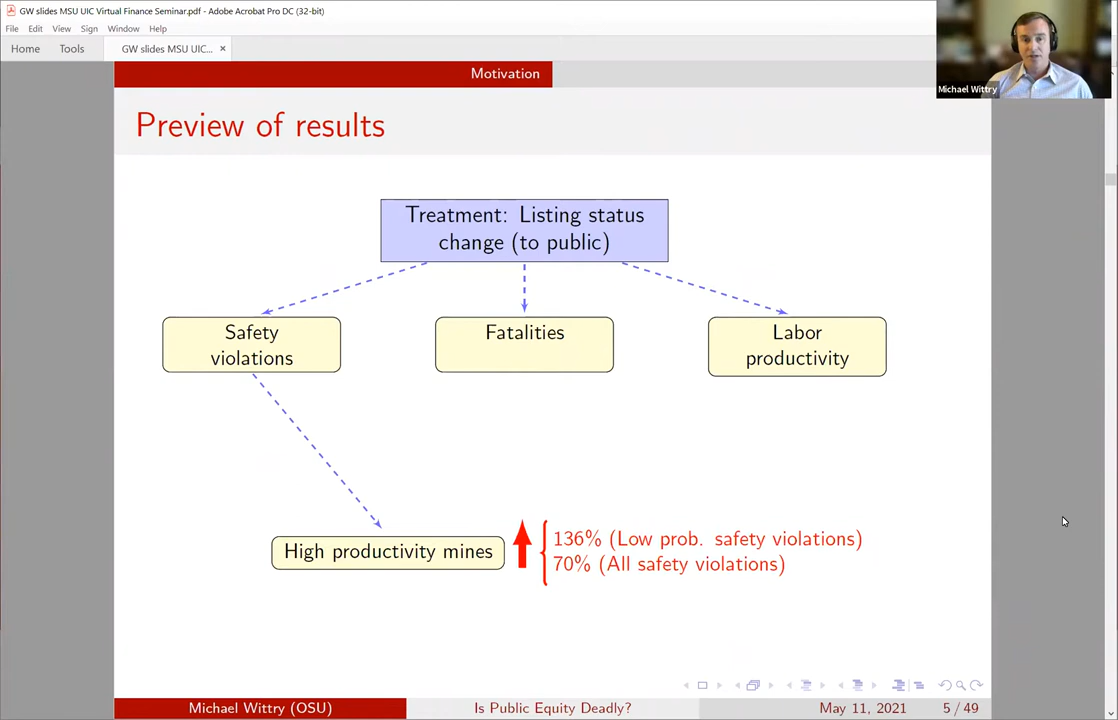 GW slides MSU UIC Virtual Finance Seminar.pdf - Adobe Acrobat Pro DC (32-bit)
File Edit View Sign Window Help
Home Tools GW slides MSU UIC... ×
Michael Wittry
Motivation
Preview of results
Treatment: Listing status
change (to public)
Safety
violations
Fatalities
Labor
productivity
High productivity mines
136% (Low prob. safety violations)
70% (All safety violations)
Michael Wittry (OSU) Is Public Equity Deadly? May 11, 2021 5 / 49